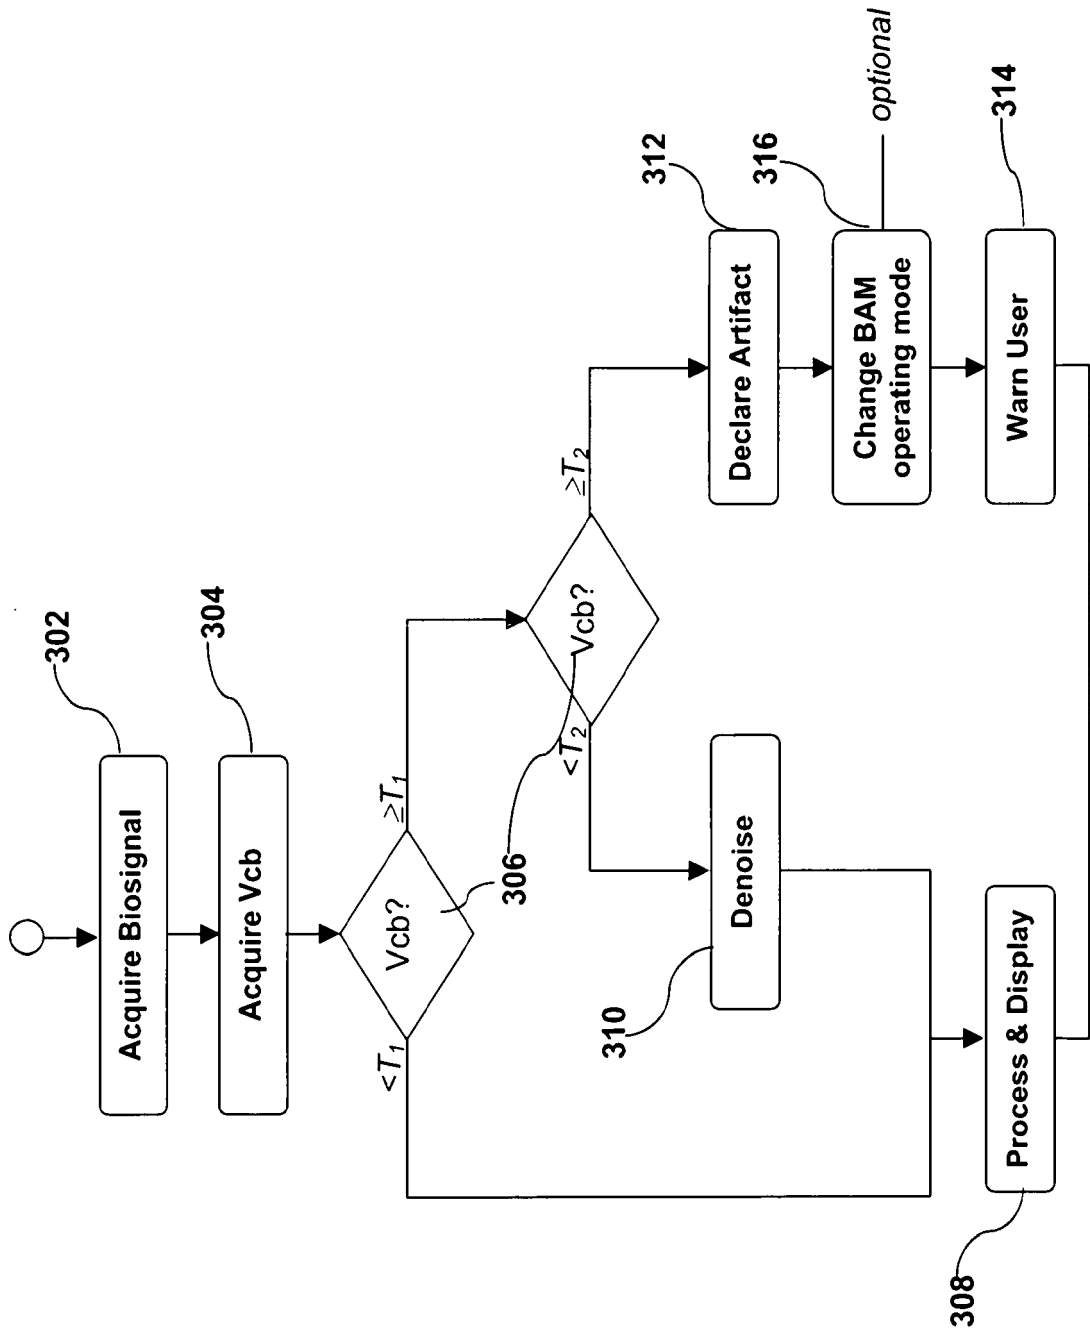 302
Acquire Biosignal
304
Acquire Vcb
Vcb?
<T1
≥T1
306
Vcb?
<T2
≥T2
310
Denoise
312
Declare Artifact
316
Change BAM
operating mode
optional
308
Process & Display
314
Warn User